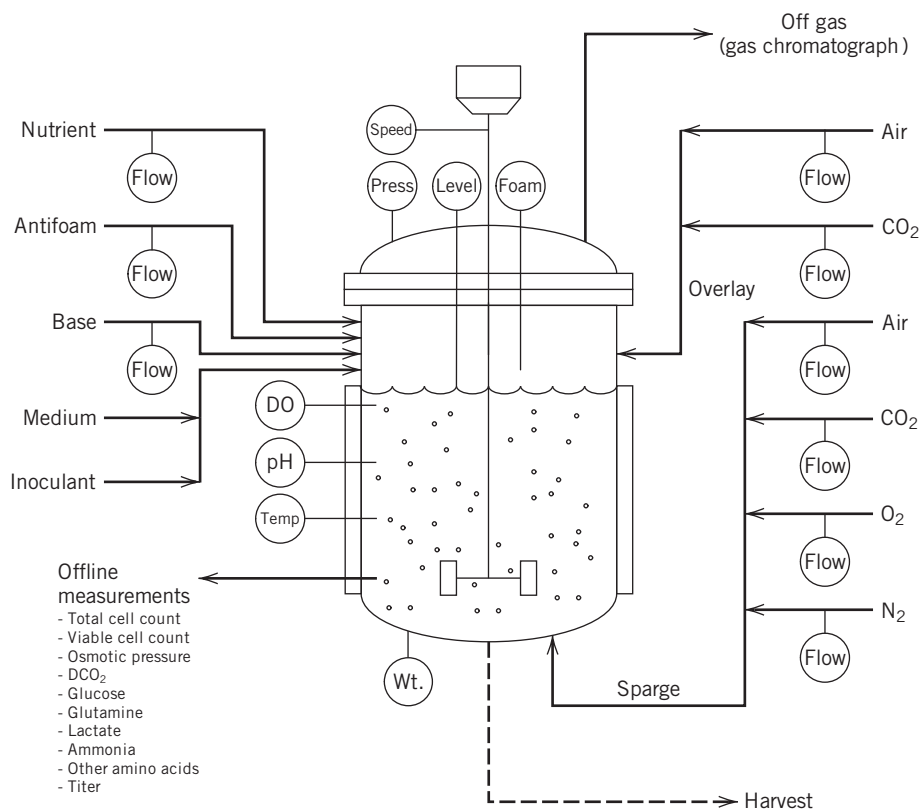 Off gas
(gas chromatograph)
Speed
Press
Level
Foam
Nutrient
Flow
Antifoam
Flow
Base
Flow
Medium
Inoculant
Air
Flow
CO₂
Flow
Overlay
Air
Flow
CO₂
Flow
O₂
Flow
N₂
Flow
Sparge
DO
pH
Temp
Offline
measurements
- Total cell count
- Viable cell count
- Osmotic pressure
- DCO₂
- Glucose
- Glutamine
- Lactate
- Ammonia
- Other amino acids
- Titer
Wt.
Harvest